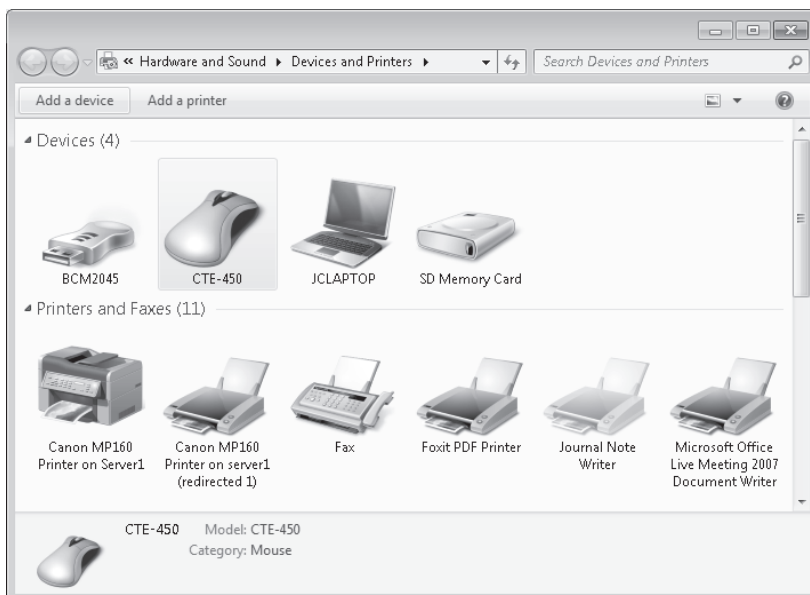 « Hardware and Sound ▸ Devices and Printers ▸
Search Devices and Printers
Add a device Add a printer
Devices (4)
BCM2045 CTE-450 JCLAPTOP SD Memory Card
Printers and Faxes (11)
Canon MP160 Printer on Server1
Canon MP160 Printer on server1 (redirected 1)
Fax
Foxit PDF Printer
Journal Note Writer
Microsoft Office Live Meeting 2007 Document Writer
CTE-450 Model: CTE-450
Category: Mouse